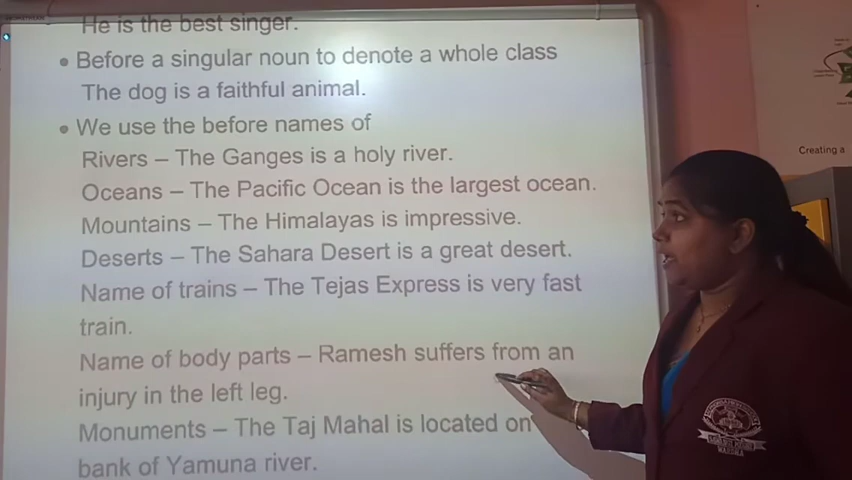 He is the best singer.
• Before a singular noun to denote a whole class
The dog is a faithful animal.
• We use the before names of
Rivers – The Ganges is a holy river.
Oceans – The Pacific Ocean is the largest ocean.
Mountains – The Himalayas is impressive.
Deserts – The Sahara Desert is a great desert.
Name of trains – The Tejas Express is very fast
train.
Name of body parts – Ramesh suffers from an
injury in the left leg.
Monuments – The Taj Mahal is located on
bank of Yamuna river.
Creating a